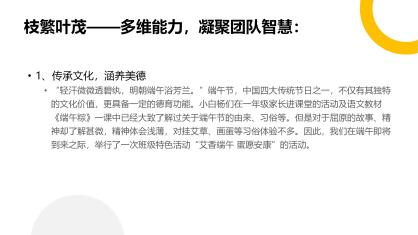 枝繁叶茂——多维能力，凝聚团队智慧：
• 1、传承文化，涵养美德
• “轻汗微微透碧纨，明朝端午浴芳兰。”端午节，中国四大传统节日之一，不仅有其独特
的文化价值，更具备一定的德育功能。小白杨们在一年级家长进课堂的活动及语文教材
《端午粽》一课中已经大致了解过关于端午节的由来、习俗等。但是对于屈原的故事、精
神却了解甚微，精神体会浅薄，对挂艾草、画蛋等习俗体验不多。因此，我们在端午即将
到来之际，举行了一次班级特色活动“艾香端午 蛋愿安康”的活动。